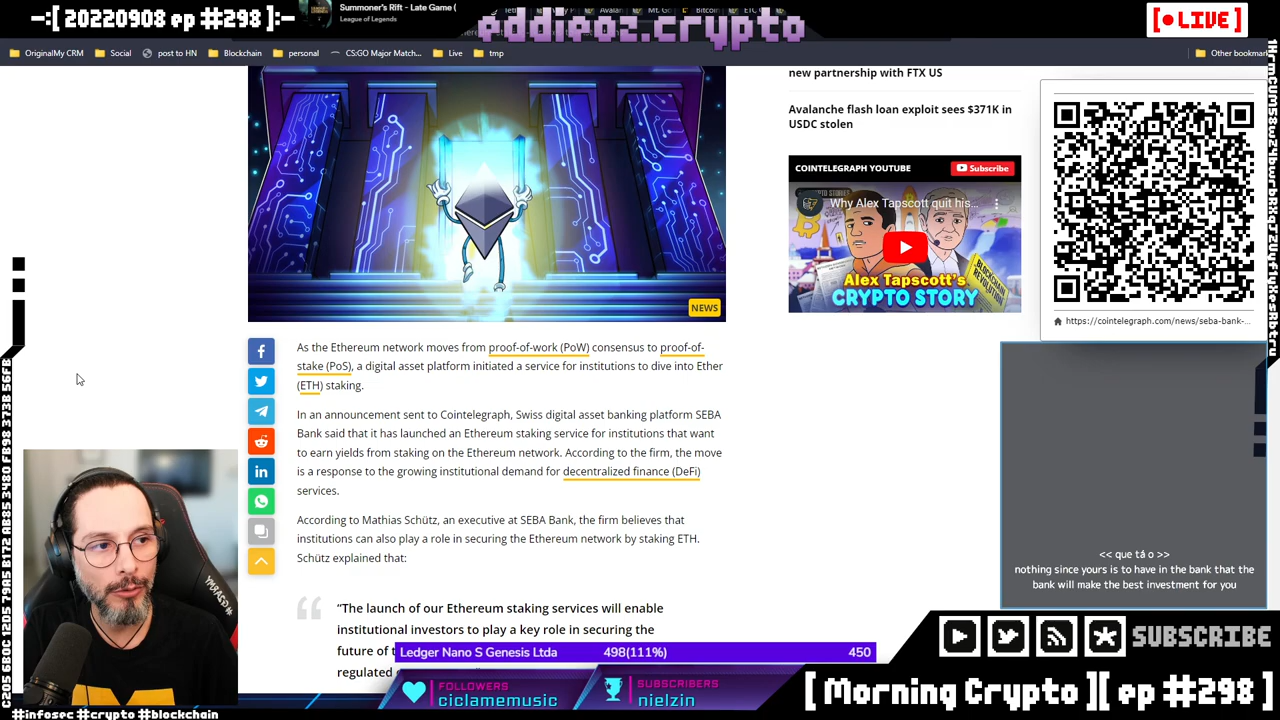 -:[ 20220908 ep #298 ]:-
Summoner's Rift - Late Game (
League of Legends
eddieoz.crypto
[● LIVE]
OriginalMy CRM
Social
post to HN
Blockchain
personal
CS:GO Major Match...
Live
tmp
Other bookmar
new partnership with FTX US
Avalanche flash loan exploit sees $371K in
USDC stolen
COINTELEGRAPH YOUTUBE
Subscribe
Why Alex Tapscott quit his...
Alex Tapscott's
CRYPTO STORY
BLOCKCHAIN
REVOLUTION
https://cointelegraph.com/news/seba-bank-...
NEWS
As the Ethereum network moves from proof-of-work (PoW) consensus to proof-of-
stake (PoS), a digital asset platform initiated a service for institutions to dive into Ether
(ETH) staking.
In an announcement sent to Cointelegraph, Swiss digital asset banking platform SEBA
Bank said that it has launched an Ethereum staking service for institutions that want
to earn yields from staking on the Ethereum network. According to the firm, the move
is a response to the growing institutional demand for decentralized finance (DeFi)
services.
According to Mathias Schütz, an executive at SEBA Bank, the firm believes that
institutions can also play a role in securing the Ethereum network by staking ETH.
Schütz explained that:
“The launch of our Ethereum staking services will enable
institutional investors to play a key role in securing the
future of
regulated
<< que tá o >>
nothing since yours is to have in the bank that the
bank will make the best investment for you
Ledger Nano S Genesis Ltda 498(111%) 450
FOLLOWERS
ciclamemusic
SUBSCRIBERS
nielzin
SUBSCRIBE
[ Morning Crypto ][ ep #298 ]
#infosec #crypto #blockchain